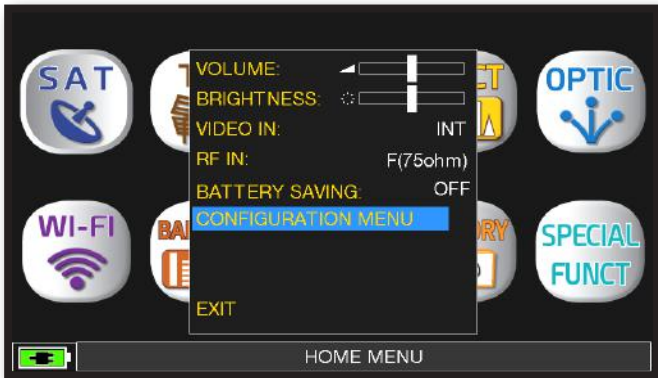 SAT
OPTIC
VOLUME:
BRIGHTNESS:
VIDEO IN: INT
RF IN: F(75ohm)
BATTERY SAVING: OFF
CONFIGURATION MENU
EXIT
WI-FI
SPECIAL
FUNCT
HOME MENU